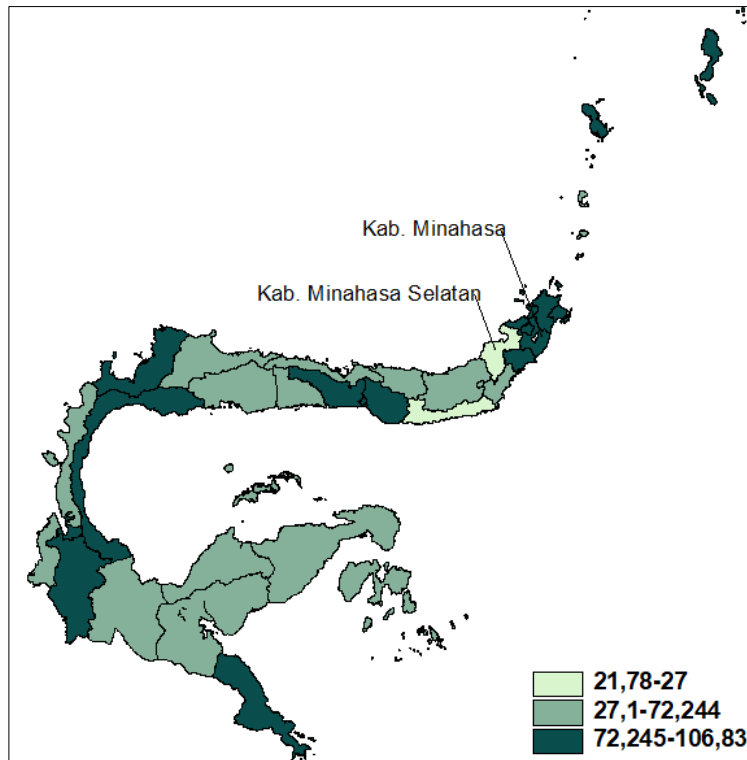 Kab. Minahasa
Kab. Minahasa Selatan
21,78-27
27,1-72,244
72,245-106,83